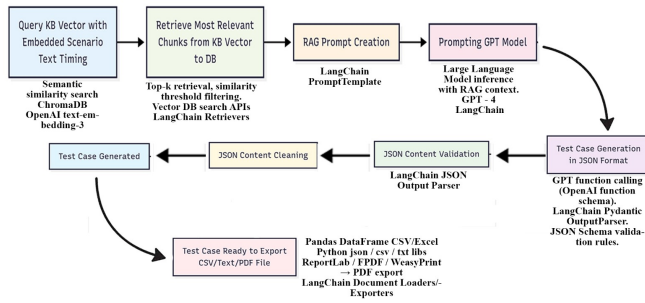 Query KB Vector with
Embedded Scenario
Text Timing
Semantic
similarity search
ChromaDB
OpenAI text-em-
bedding-3
Retrieve Most Relevant
Chunks from KB Vector
to DB
Top-k retrieval, similarity
threshold filtering.
Vector DB search APIs
LangChain Retrievers
RAG Prompt Creation
LangChain
PromptTemplate
Prompting GPT Model
Large Language
Model inference
with RAG context.
GPT - 4
LangChain
Test Case Generation
in JSON Format
GPT function calling
(OpenAI function
schema).
LangChain Pydantic
OutputParser.
JSON Schema valida-
tion rules.
JSON Content Validation
LangChain JSON
Output Parser
JSON Content Cleaning
Test Case Generated
Test Case Ready to Export
CSV/Text/PDF File
Pandas DataFrame CSV/Excel
Python json / csv / txt libs
ReportLab / FPDF / WeasyPrint
→ PDF export
LangChain Document Loaders/-
Exporters